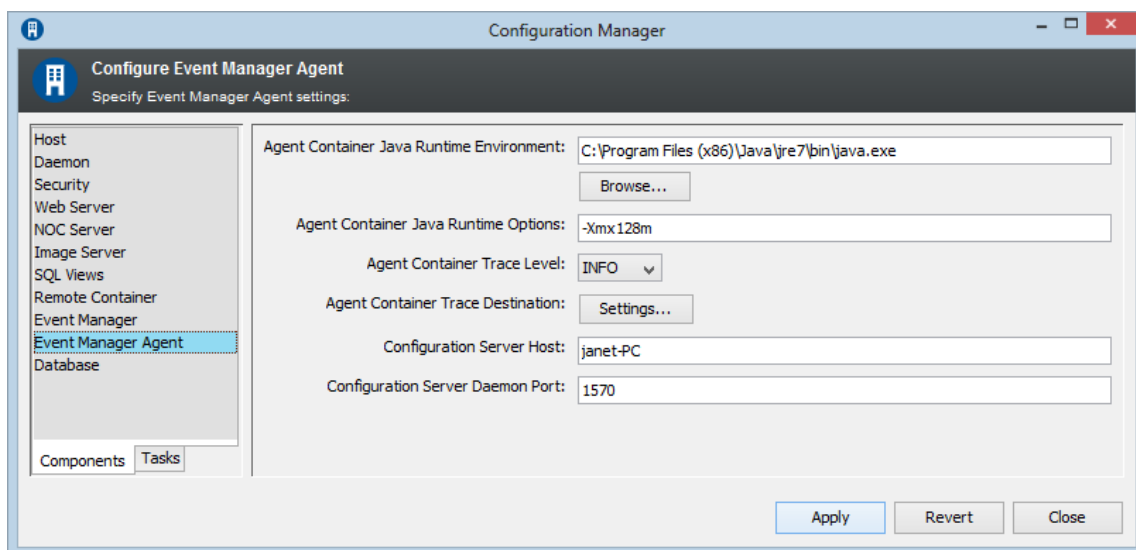 Configuration Manager
Configure Event Manager Agent
Specify Event Manager Agent settings:
Host
Daemon
Security
Web Server
NOC Server
Image Server
SQL Views
Remote Container
Event Manager
Event Manager Agent
Database
Components Tasks
Agent Container Java Runtime Environment: C:\Program Files (x86)\Java\jre7\bin\java.exe
Browse...
Agent Container Java Runtime Options: -Xmx128m
Agent Container Trace Level: INFO
Agent Container Trace Destination: Settings...
Configuration Server Host: janet-PC
Configuration Server Daemon Port: 1570
Apply Revert Close